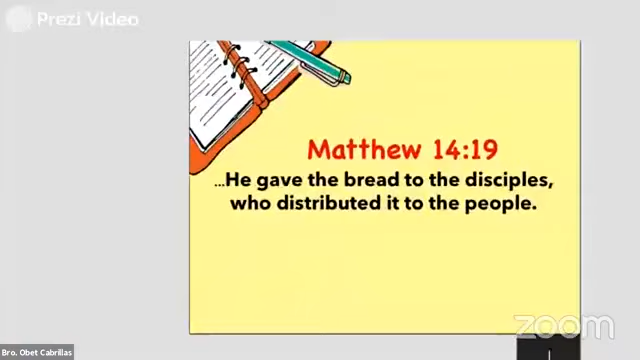 Prezi Video
Matthew 14:19
...He gave the bread to the disciples,
who distributed it to the people.
zoom
Bro. Obet Cabrillas